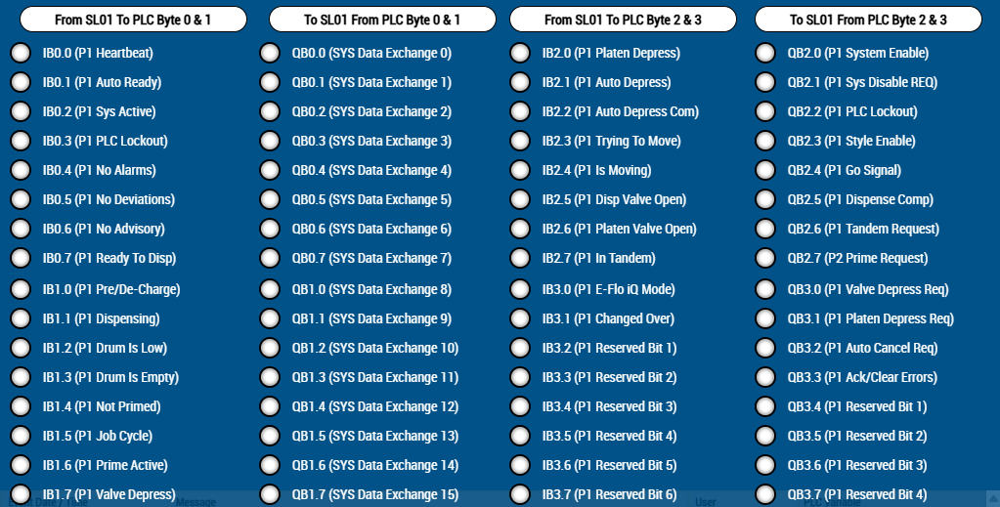 From SL01 To PLC Byte 0 & 1
IB0.0 (P1 Heartbeat)
IB0.1 (P1 Auto Ready)
IB0.2 (P1 Sys Active)
IB0.3 (P1 PLC Lockout)
IB0.4 (P1 No Alarms)
IB0.5 (P1 No Deviations)
IB0.6 (P1 No Advisory)
IB0.7 (P1 Ready To Disp)
IB1.0 (P1 Pre/De-Charge)
IB1.1 (P1 Dispensing)
IB1.2 (P1 Drum Is Low)
IB1.3 (P1 Drum Is Empty)
IB1.4 (P1 Not Primed)
IB1.5 (P1 Job Cycle)
IB1.6 (P1 Prime Active)
IB1.7 (P1 Valve Depress)
To SL01 From PLC Byte 0 & 1
QB0.0 (SYS Data Exchange 0)
QB0.1 (SYS Data Exchange 1)
QB0.2 (SYS Data Exchange 2)
QB0.3 (SYS Data Exchange 3)
QB0.4 (SYS Data Exchange 4)
QB0.5 (SYS Data Exchange 5)
QB0.6 (SYS Data Exchange 6)
QB0.7 (SYS Data Exchange 7)
QB1.0 (SYS Data Exchange 8)
QB1.1 (SYS Data Exchange 9)
QB1.2 (SYS Data Exchange 10)
QB1.3 (SYS Data Exchange 11)
QB1.4 (SYS Data Exchange 12)
QB1.5 (SYS Data Exchange 13)
QB1.6 (SYS Data Exchange 14)
QB1.7 (SYS Data Exchange 15)
From SL01 To PLC Byte 2 & 3
IB2.0 (P1 Platen Depress)
IB2.1 (P1 Auto Depress)
IB2.2 (P1 Auto Depress Com)
IB2.3 (P1 Trying To Move)
IB2.4 (P1 Is Moving)
IB2.5 (P1 Disp Valve Open)
IB2.6 (P1 Platen Valve Open)
IB2.7 (P1 In Tandem)
IB3.0 (P1 E-Flo iQ Mode)
IB3.1 (P1 Changed Over)
IB3.2 (P1 Reserved Bit 1)
IB3.3 (P1 Reserved Bit 2)
IB3.4 (P1 Reserved Bit 3)
IB3.5 (P1 Reserved Bit 4)
IB3.6 (P1 Reserved Bit 5)
IB3.7 (P1 Reserved Bit 6)
To SL01 From PLC Byte 2 & 3
QB2.0 (P1 System Enable)
QB2.1 (P1 Sys Disable REQ)
QB2.2 (P1 PLC Lockout)
QB2.3 (P1 Style Enable)
QB2.4 (P1 Go Signal)
QB2.5 (P1 Dispense Comp)
QB2.6 (P1 Tandem Request)
QB2.7 (P2 Prime Request)
QB3.0 (P1 Valve Depress Req)
QB3.1 (P1 Platen Depress Req)
QB3.2 (P1 Auto Cancel Req)
QB3.3 (P1 Ack/Clear Errors)
QB3.4 (P1 Reserved Bit 1)
QB3.5 (P1 Reserved Bit 2)
QB3.6 (P1 Reserved Bit 3)
QB3.7 (P1 Reserved Bit 4)
Date / Time Message User